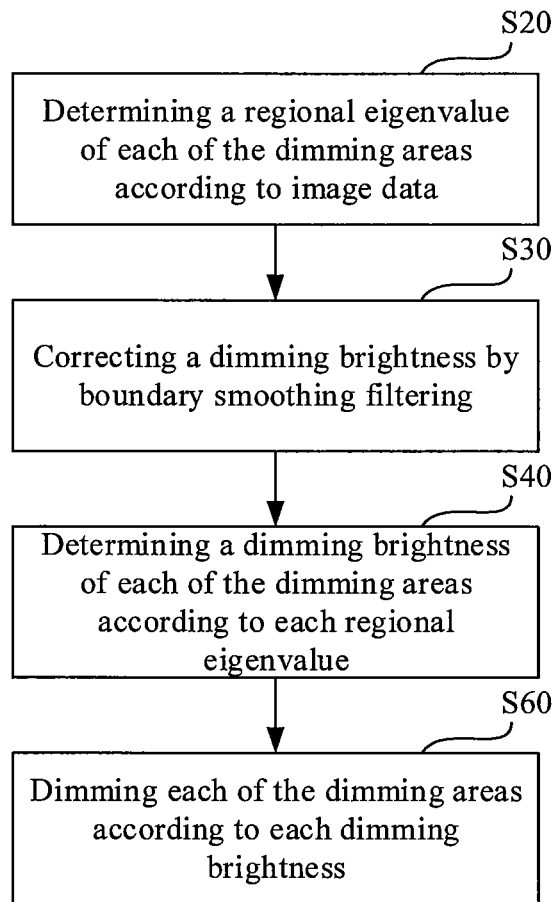 S20
Determining a regional eigenvalue
of each of the dimming areas
according to image data
S30
Correcting a dimming brightness by
boundary smoothing filtering
S40
Determining a dimming brightness
of each of the dimming areas
according to each regional
eigenvalue
S60
Dimming each of the dimming areas
according to each dimming
brightness